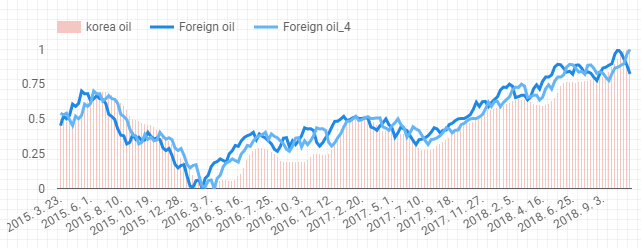 korea oil Foreign oil Foreign oil_4
1
0.75
0.5
0.25
0
2015. 3. 23. 2015. 6. 1. 2015. 8. 10. 2015. 10. 19. 2015. 12. 28. 2016. 3. 7. 2016. 5. 16. 2016. 7. 25. 2016. 10. 3. 2016. 12. 12. 2017. 2. 20. 2017. 5. 1. 2017. 7. 10. 2017. 9. 18. 2017. 11. 27. 2018. 2. 5. 2018. 4. 16. 2018. 6. 25. 2018. 9. 3.